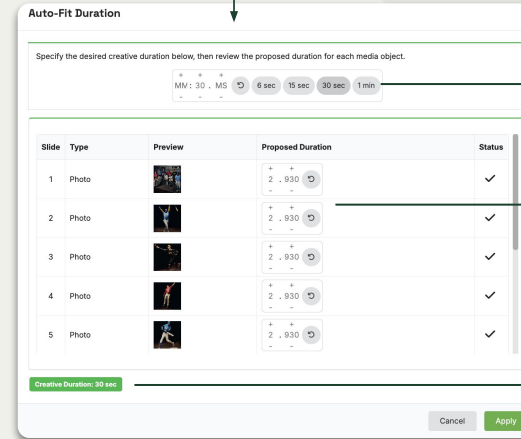 Auto-Fit Duration
Specify the desired creative duration below, then review the proposed duration for each media object.
+ + +
MM : 30 . MS 6 sec 15 sec 30 sec 1 min
- - -
Slide Type Preview Proposed Duration Status
+ +
1 Photo 2 . 930
- -
+ +
2 Photo 2 . 930
- -
+ +
3 Photo 2 . 930
- -
+ +
4 Photo 2 . 930
- -
+ +
5 Photo 2 . 930
- -
Creative Duration: 30 sec
Cancel Apply